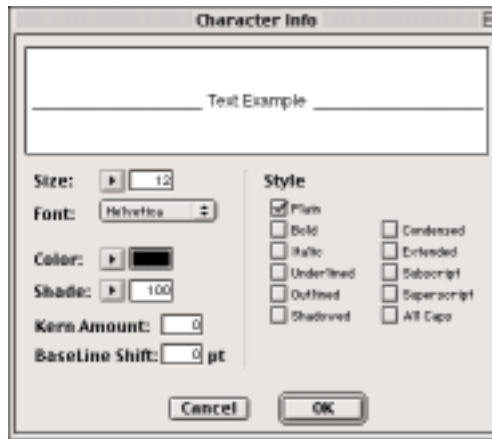 Character Info
Text Example
Size: 12
Font: Helvetica
Color:
Shade: 100
Kern Amount: 0
BaseLine Shift: 0 pt
Style
Plain
Bold
Italic
Underlined
Outlined
Shadowed
Condensed
Extended
Subscript
Superscript
All Caps
Cancel
OK